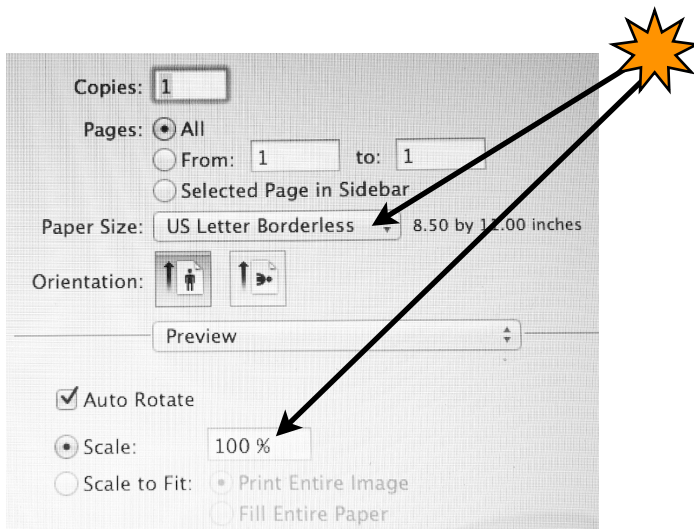 Copies: 1
Pages: All
From: 1 to: 1
Selected Page in Sidebar
Paper Size: US Letter Borderless 8.50 by 11.00 inches
Orientation:
Preview
Auto Rotate
Scale: 100 %
Scale to Fit: Print Entire Image
Fill Entire Paper